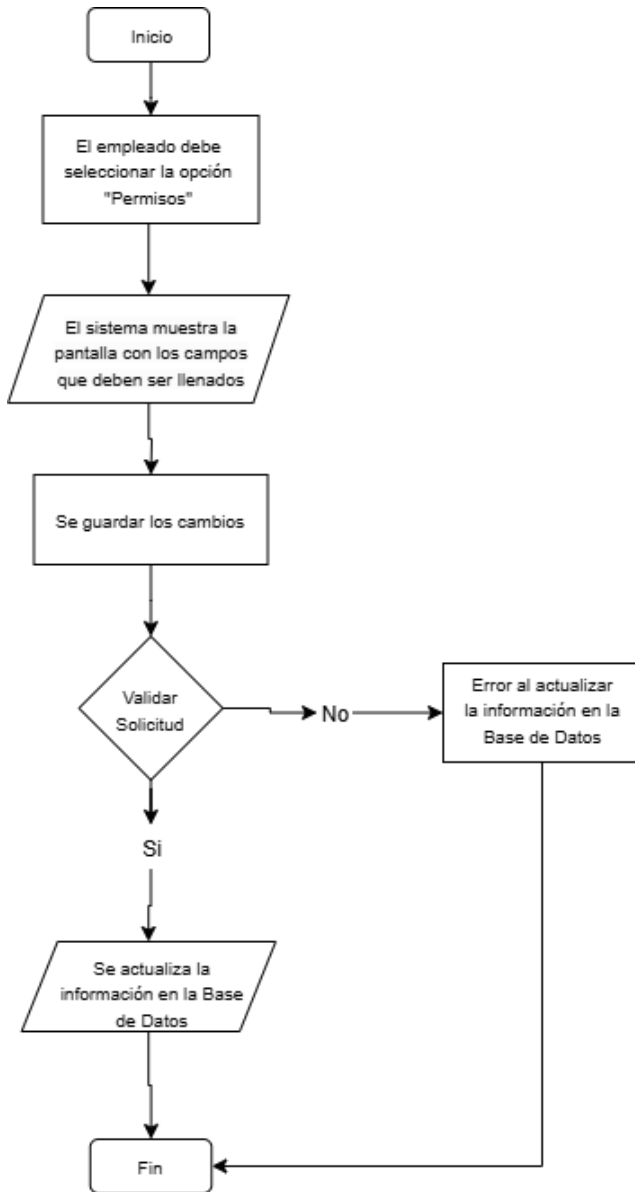 Inicio
El empleado debe
seleccionar la opción
"Permisos"
El sistema muestra la
pantalla con los campos
que deben ser llenados
Se guardar los cambios
Validar
Solicitud
No
Error al actualizar
la información en la
Base de Datos
Si
Se actualiza la
información en la Base
de Datos
Fin